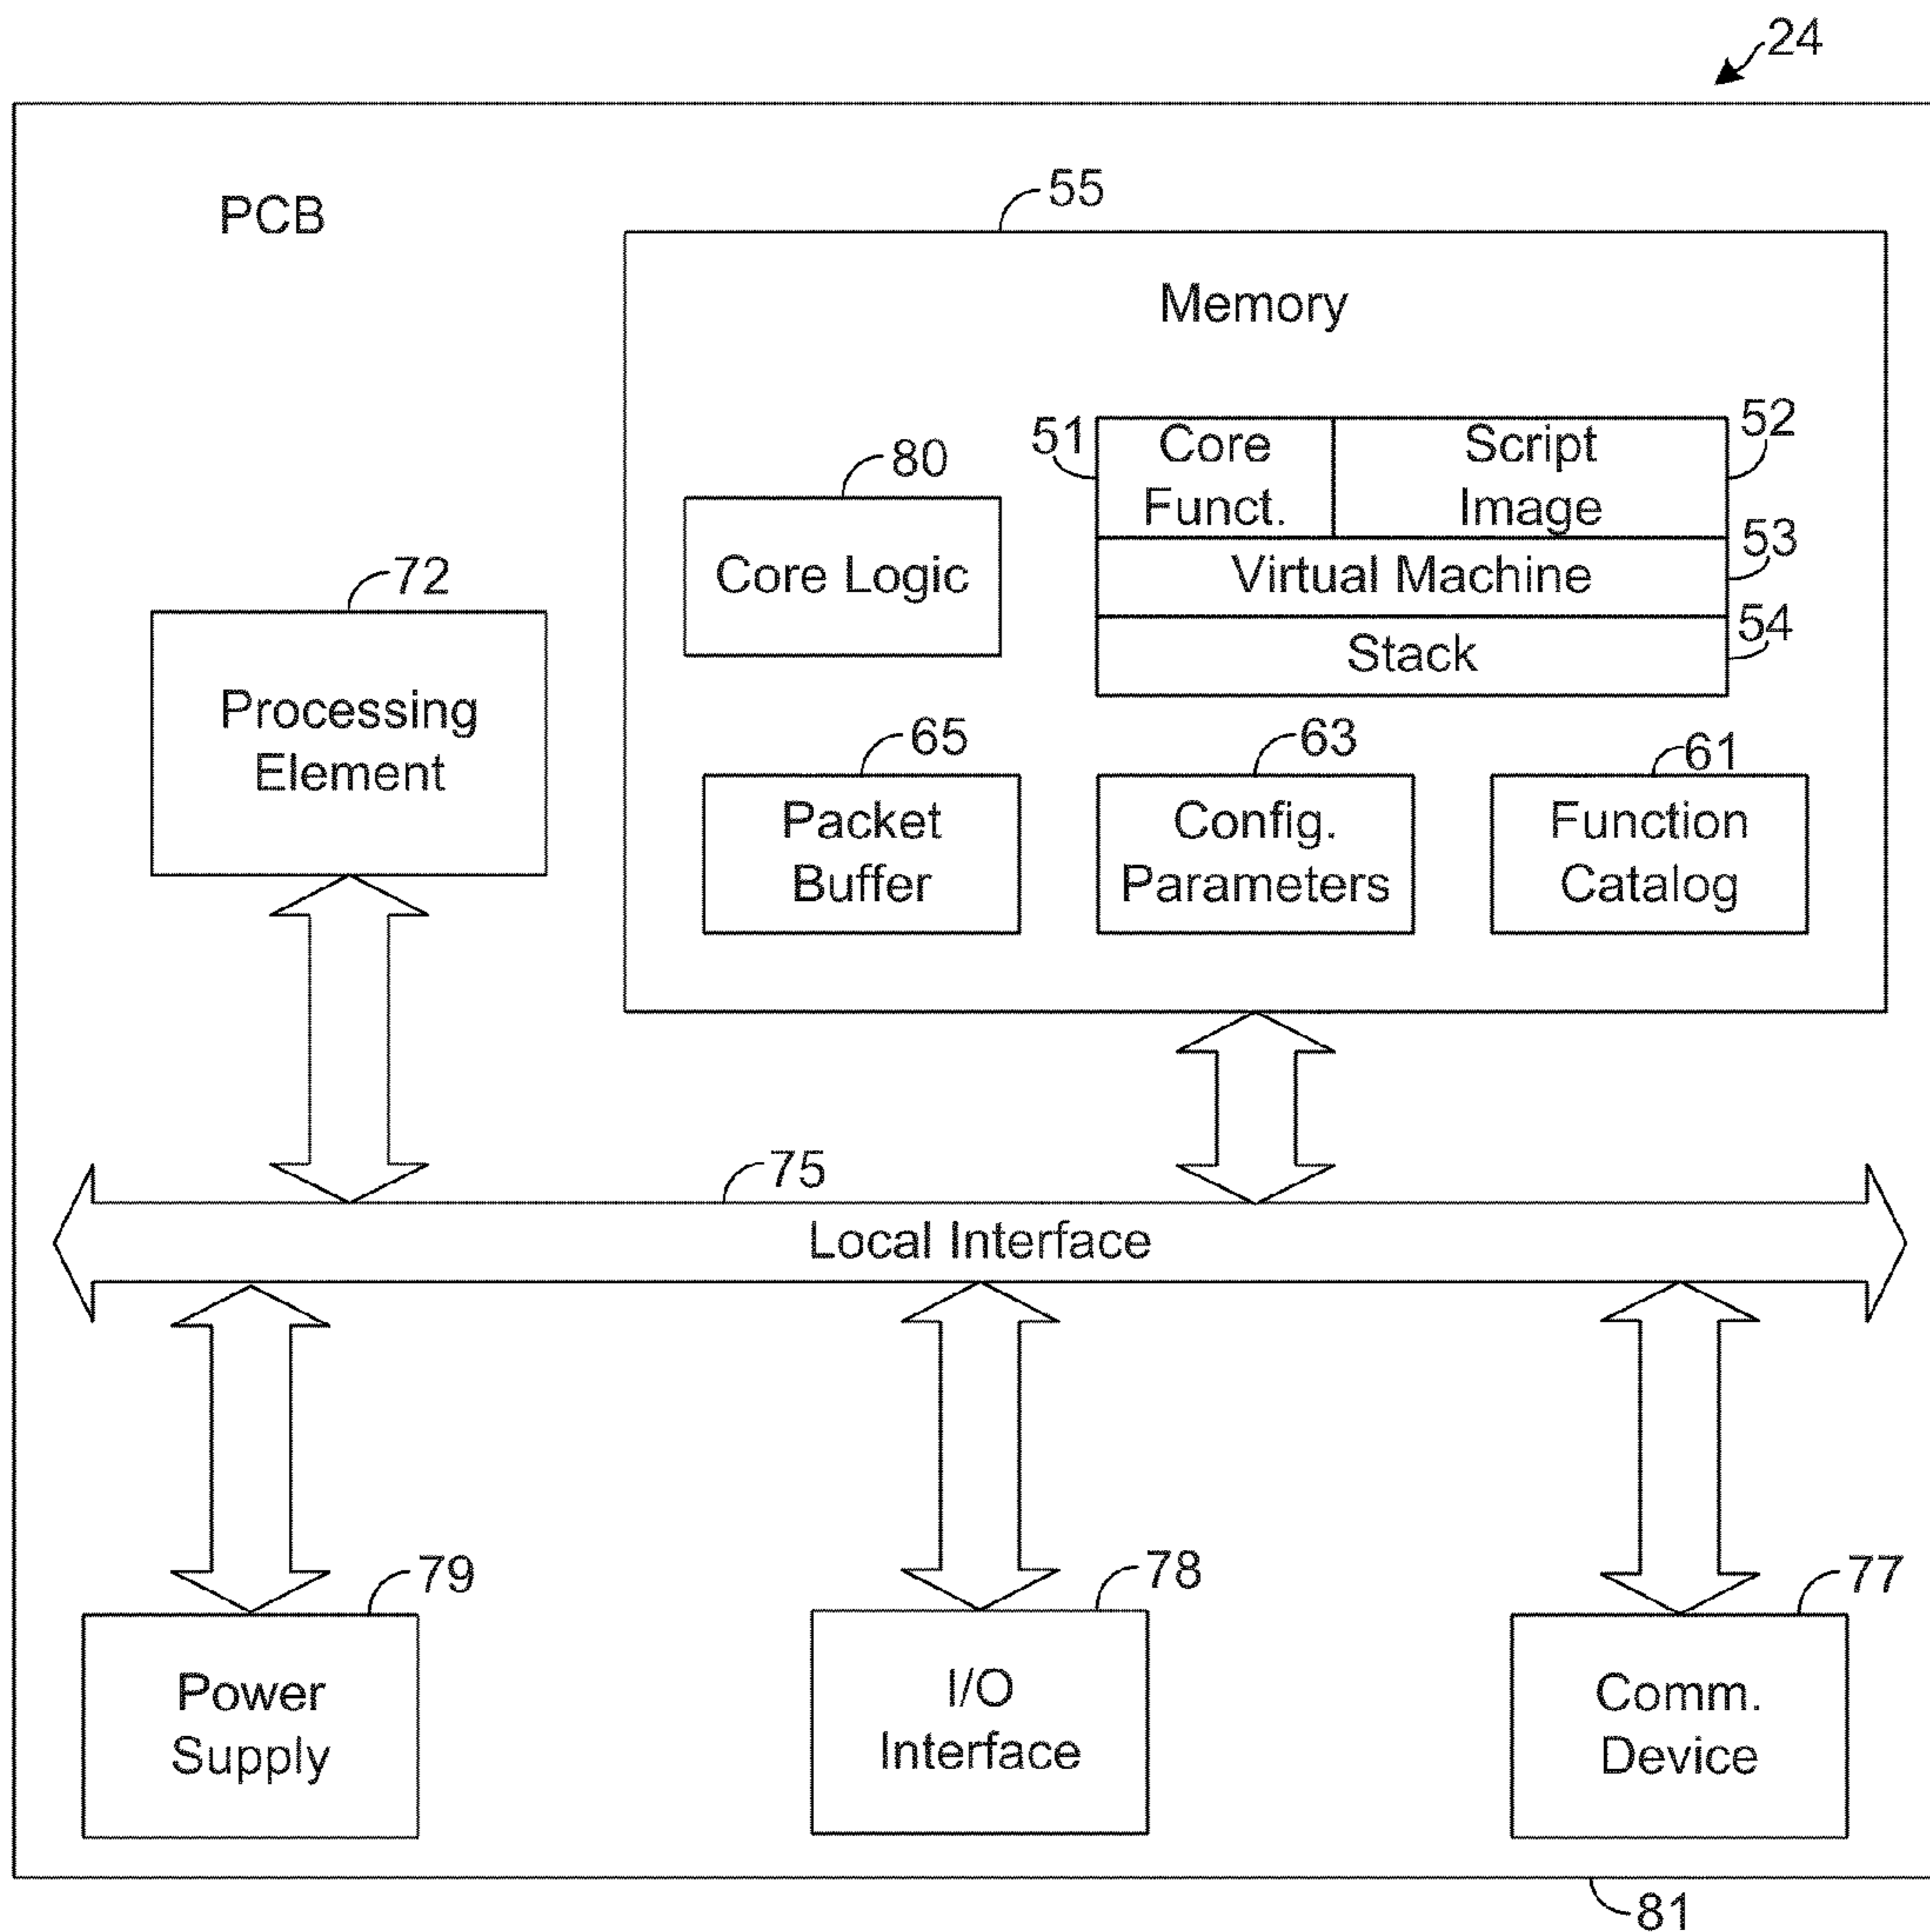 24
PCB
55
Memory
51
Core
Funct.
Script
Image
52
80
Core Logic
Virtual Machine
53
Stack
54
72
Processing
Element
65
Packet
Buffer
63
Config.
Parameters
61
Function
Catalog
75
Local Interface
79
Power
Supply
78
I/O
Interface
77
Comm.
Device
81